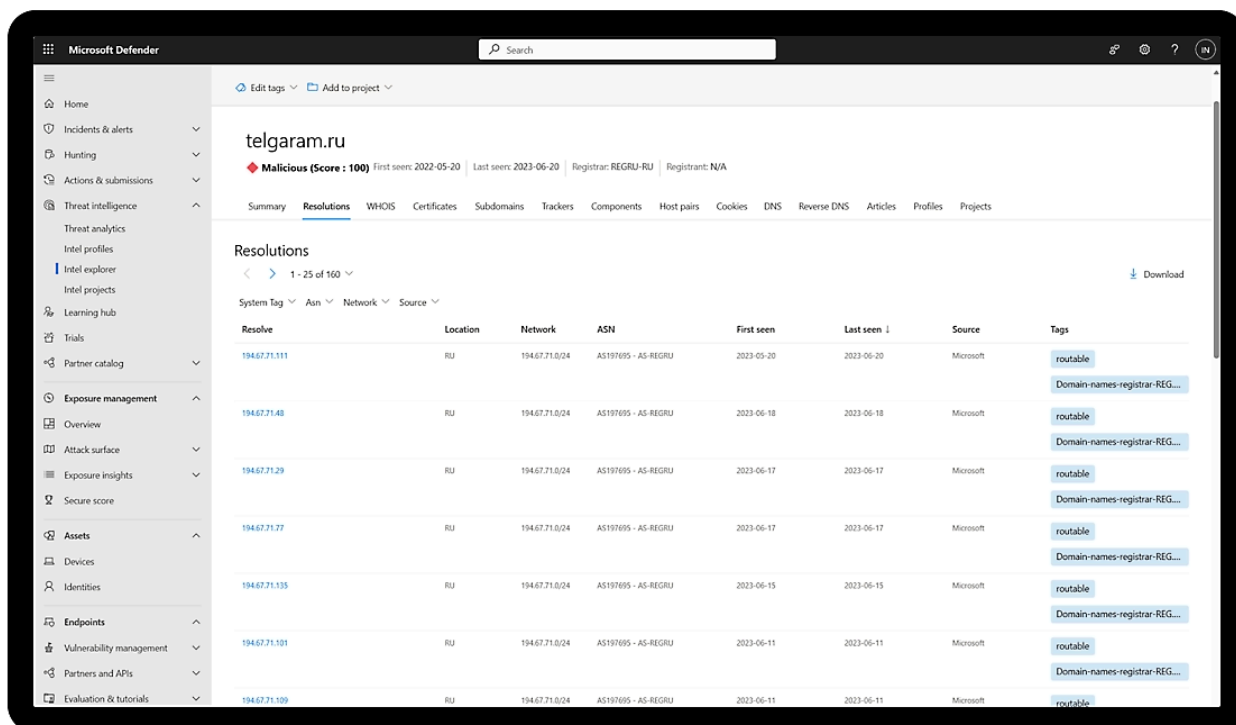 Microsoft Defender
Search
IN
Home
Incidents & alerts
Hunting
Actions & submissions
Threat intelligence
Threat analytics
Intel profiles
Intel explorer
Intel projects
Learning hub
Trials
Partner catalog
Exposure management
Overview
Attack surface
Exposure insights
Secure score
Assets
Devices
Identities
Endpoints
Vulnerability management
Partners and APIs
Evaluation & tutorials
Edit tags Add to project
telgaram.ru
Malicious (Score : 100) First seen: 2022-05-20 Last seen: 2023-06-20 Registrar: REGRU-RU Registrant: N/A
Summary Resolutions WHOIS Certificates Subdomains Trackers Components Host pairs Cookies DNS Reverse DNS Articles Profiles Projects
Resolutions
1 - 25 of 160 Download
System Tag Asn Network Source
Resolve Location Network ASN First seen Last seen ↓ Source Tags
194.67.71.111 RU 194.67.71.0/24 AS197695 - AS-REGRU 2023-05-20 2023-06-20 Microsoft routable
Domain-names-registrar-REG....
194.67.71.48 RU 194.67.71.0/24 AS197695 - AS-REGRU 2023-06-18 2023-06-18 Microsoft routable
Domain-names-registrar-REG....
194.67.71.29 RU 194.67.71.0/24 AS197695 - AS-REGRU 2023-06-17 2023-06-17 Microsoft routable
Domain-names-registrar-REG....
194.67.71.77 RU 194.67.71.0/24 AS197695 - AS-REGRU 2023-06-17 2023-06-17 Microsoft routable
Domain-names-registrar-REG....
194.67.71.135 RU 194.67.71.0/24 AS197695 - AS-REGRU 2023-06-15 2023-06-15 Microsoft routable
Domain-names-registrar-REG....
194.67.71.101 RU 194.67.71.0/24 AS197695 - AS-REGRU 2023-06-11 2023-06-11 Microsoft routable
Domain-names-registrar-REG....
194.67.71.109 RU 194.67.71.0/24 AS197695 - AS-REGRU 2023-06-11 2023-06-11 Microsoft routable